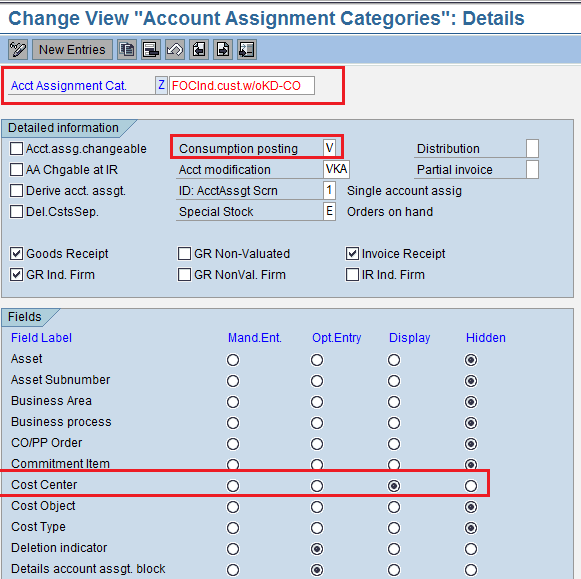 Change View "Account Assignment Categories": Details
New Entries
Acct Assignment Cat. Z FOCInd.cust.w/oKD-CO
Detailed information
Acct.assg.changeable Consumption posting V Distribution
AA Chgable at IR Acct modification VKA Partial invoice
Derive acct. assgt. ID: AcctAssgt Scrn 1 Single account assig
Del.CstsSep. Special Stock E Orders on hand
Goods Receipt GR Non-Valuated Invoice Receipt
GR Ind. Firm GR NonVal. Firm IR Ind. Firm
Fields
Field Label Mand.Ent. Opt.Entry Display Hidden
Asset
Asset Subnumber
Business Area
Business process
CO/PP Order
Commitment Item
Cost Center
Cost Object
Cost Type
Deletion indicator
Details account assgt. block